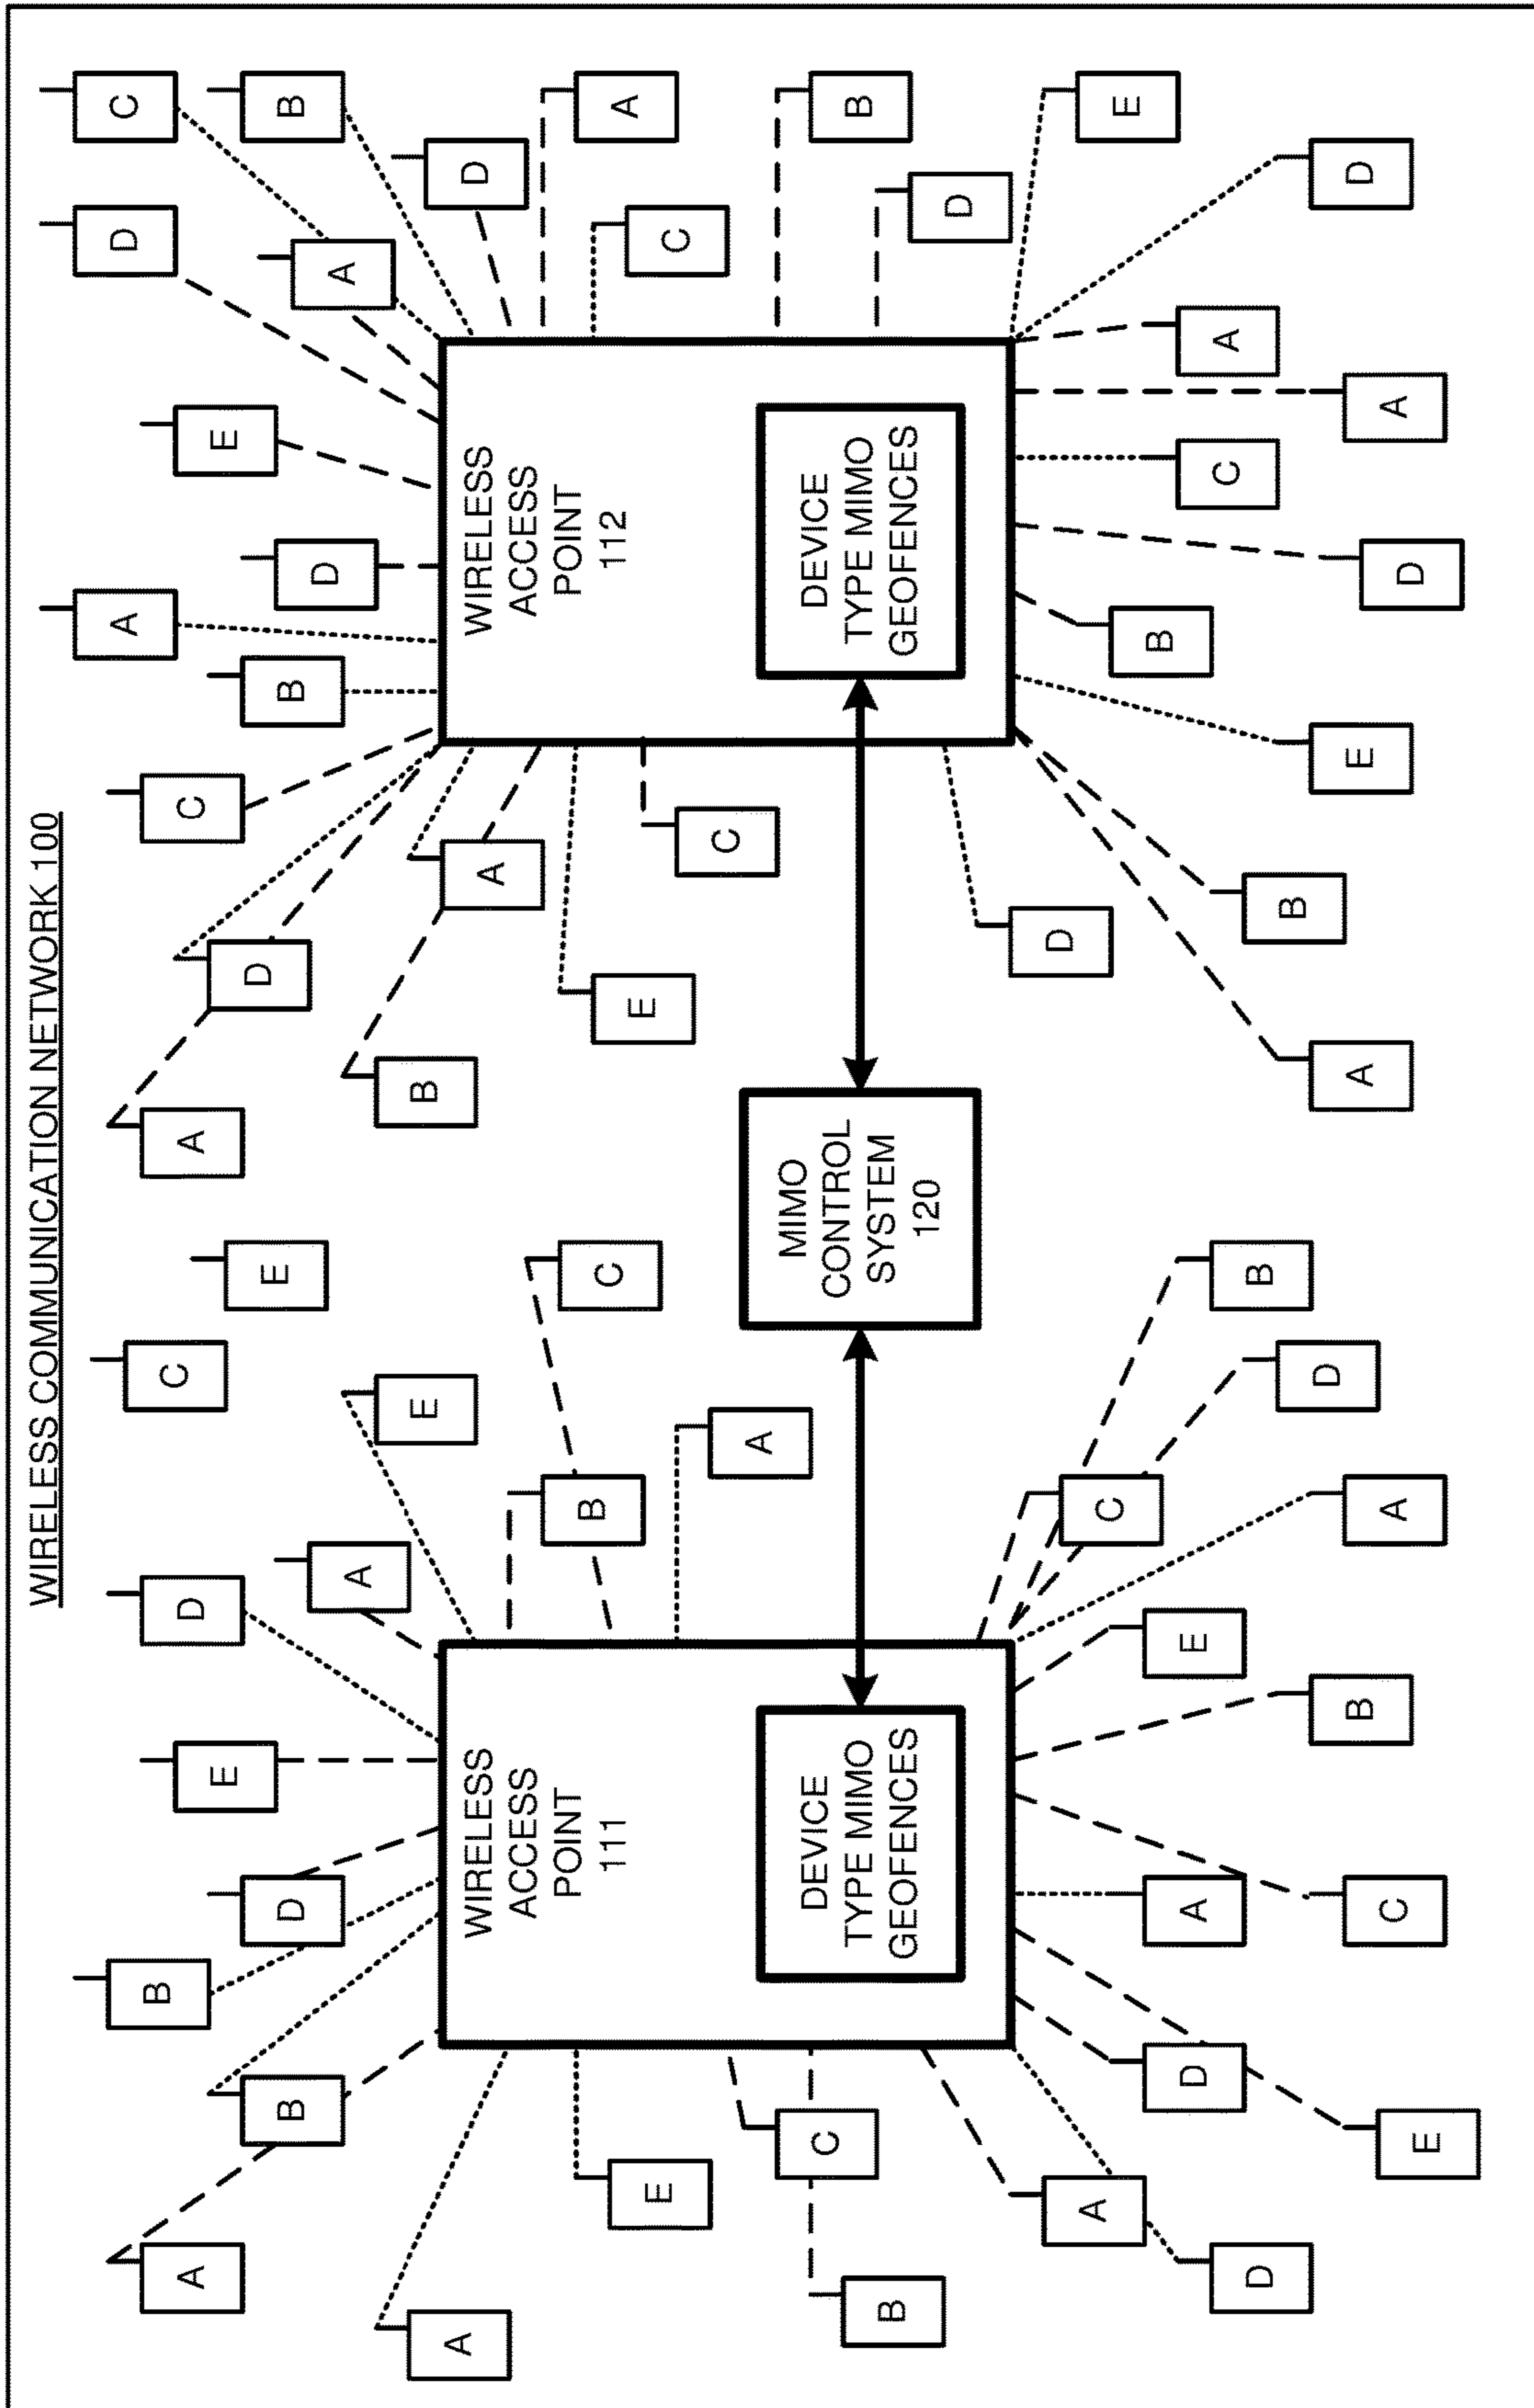 WIRELESS COMMUNICATION NETWORK 100
A
D
C
B
C
A
D
A
C
E
E
D
E
B
D
B
B
D
A
A
E
B
A
D
A
WIRELESS
ACCESS
POINT
111
WIRELESS
ACCESS
POINT
112
B
C
A
E
E
C
C
A
MIMO
CONTROL
SYSTEM
120
DEVICE
TYPE MIMO
GEOFENCES
DEVICE
TYPE MIMO
GEOFENCES
C
B
B
D
D
A
C
E
B
D
A
E
C
A
D
B
B
D
B
A
E
D
C
A
A
D
E